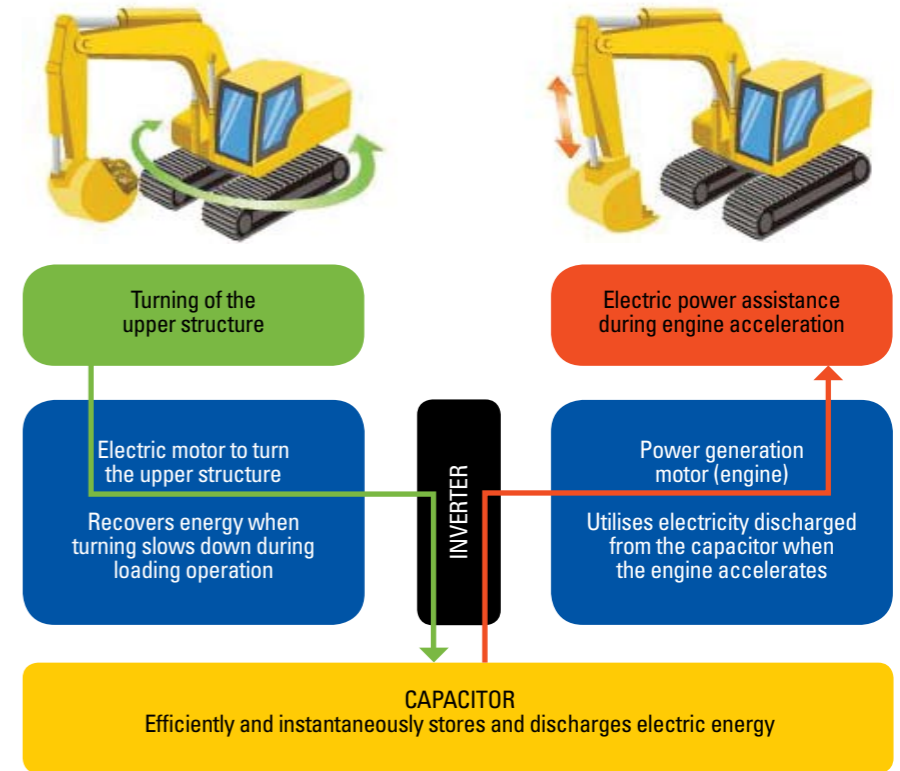 Turning of the
upper structure
Electric power assistance
during engine acceleration
Electric motor to turn
the upper structure
Recovers energy when
turning slows down during
loading operation
INVERTER
Power generation
motor (engine)
Utilises electricity discharged
from the capacitor when
the engine accelerates
CAPACITOR
Efficiently and instantaneously stores and discharges electric energy